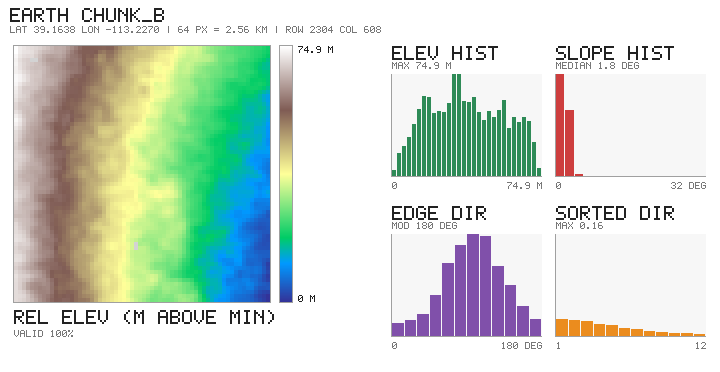 EARTH CHUNK_B
LAT 39.1638 LON -113.2270 | 64 PX = 2.56 KM | ROW 2304 COL 608
74.9 M
0 M
REL ELEV (M ABOVE MIN)
VALID 100%
ELEV HIST
MAX 74.9 M
0 74.9 M
SLOPE HIST
MEDIAN 1.8 DEG
0 32 DEG
EDGE DIR
MOD 180 DEG
0 180 DEG
SORTED DIR
MAX 0.16
1 12